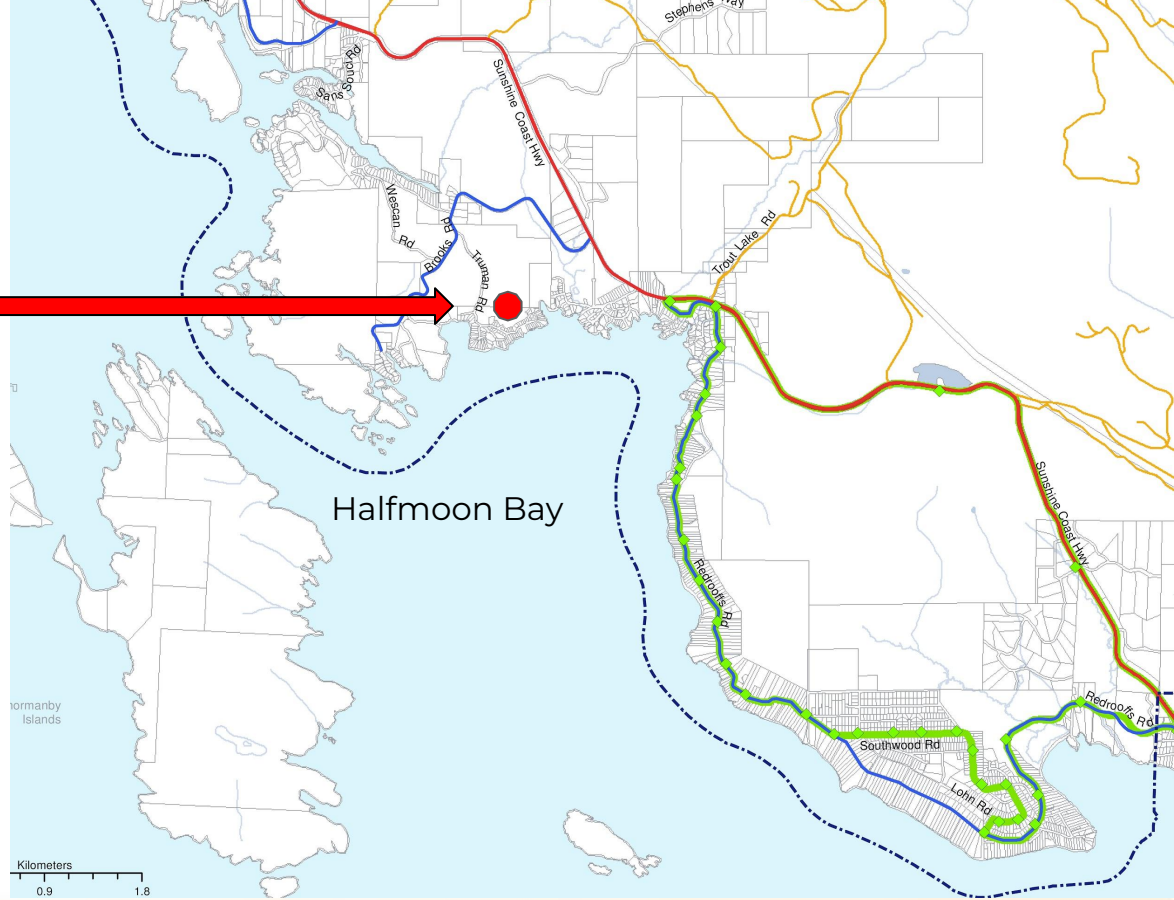 Stephens Way
Sans Souci Rd
Sunshine Coast Hwy
Wescan Rd
Brooks Rd
Truman Rd
Trout Lake Rd
Halfmoon Bay
Sunshine Coast Hwy
Redrooffs Rd
Redrooffs Rd
Southwood Rd
Lohn Rd
Islands
Kilometers
0.9 1.8